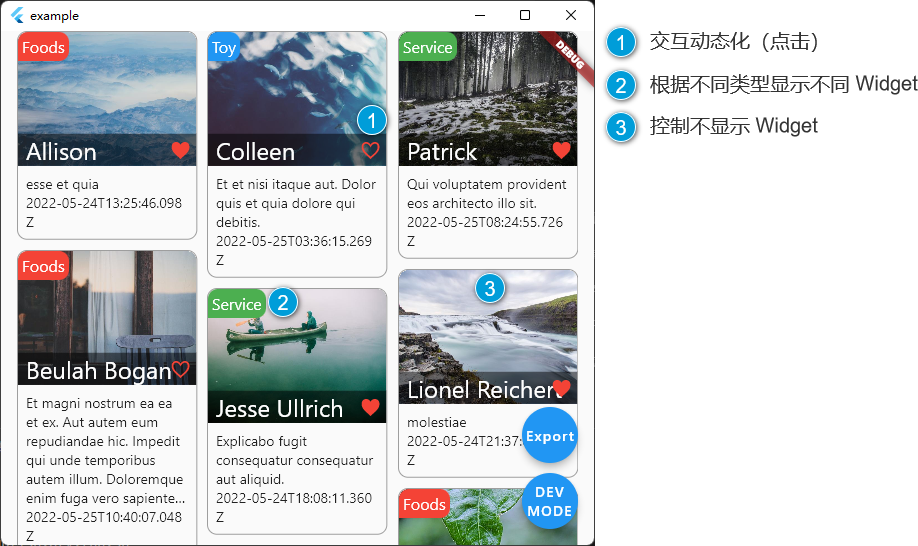 example
Foods
Allison
esse et quia
2022-05-24T13:25:46.098
Z
Foods
Beulah Bogan
Et magni nostrum ea ea
et ex. Aut autem eum
repudiandae hic. Impedit
qui unde temporibus
autem illum. Doloremque
enim fuga vero sapiente...
2022-05-25T10:40:07.048
Z
Toy
1
Colleen
Et et nisi itaque aut. Dolor
quis et quia dolore qui
debitis.
2022-05-25T03:36:15.269
Z
Service
2
Jesse Ullrich
Explicabo fugit
consequatur consequatur
aut aliquid.
2022-05-24T18:08:11.360
Z
Service
DEBUG
Patrick
Qui voluptatem provident
eos architecto illo sit.
2022-05-25T08:24:55.726
Z
3
Lionel Reichert
molestiae
2022-05-24T21:37:
Z
Foods
Export
DEV
MODE
1 交互动态化（点击）
2 根据不同类型显示不同 Widget
3 控制不显示 Widget